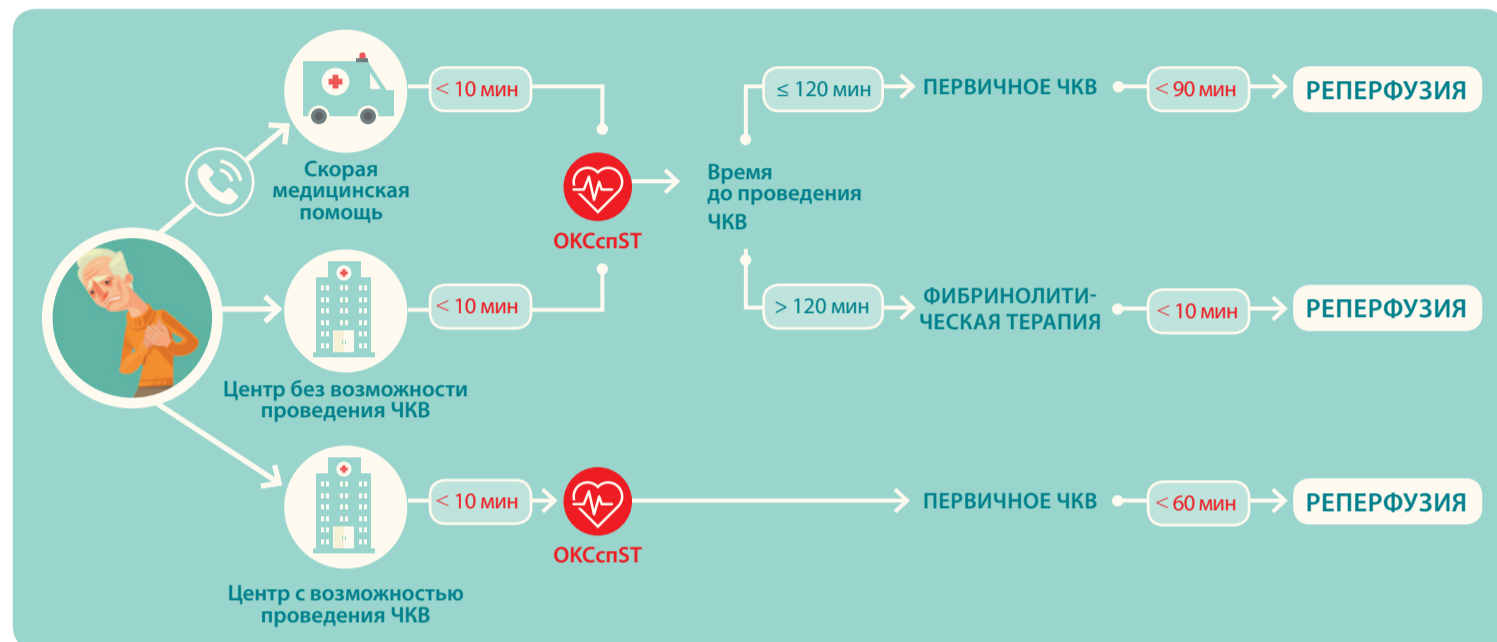 < 10 мин
Скорая
медицинская
помощь
< 10 мин
Центр без возможности
проведения ЧКВ
ОКСспST
Время
до проведения
ЧКВ
≤ 120 мин
ПЕРВИЧНОЕ ЧКВ
< 90 мин
РЕПЕРФУЗИЯ
> 120 мин
ФИБРИНОЛИТИ-
ЧЕСКАЯ ТЕРАПИЯ
< 10 мин
РЕПЕРФУЗИЯ
< 10 мин
Центр с возможностью
проведения ЧКВ
ОКСспST
ПЕРВИЧНОЕ ЧКВ
< 60 мин
РЕПЕРФУЗИЯ